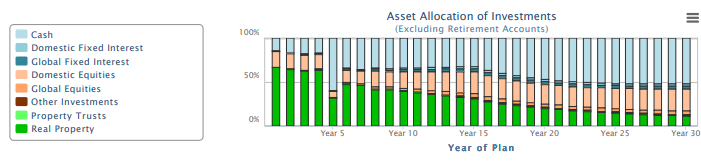 Cash
Domestic Fixed Interest
Global Fixed Interest
Domestic Equities
Global Equities
Other Investments
Property Trusts
Real Property
Asset Allocation of Investments
(Excluding Retirement Accounts)
100%
50%
0%
Year 5 Year 10 Year 15 Year 20 Year 25 Year 30
Year of Plan